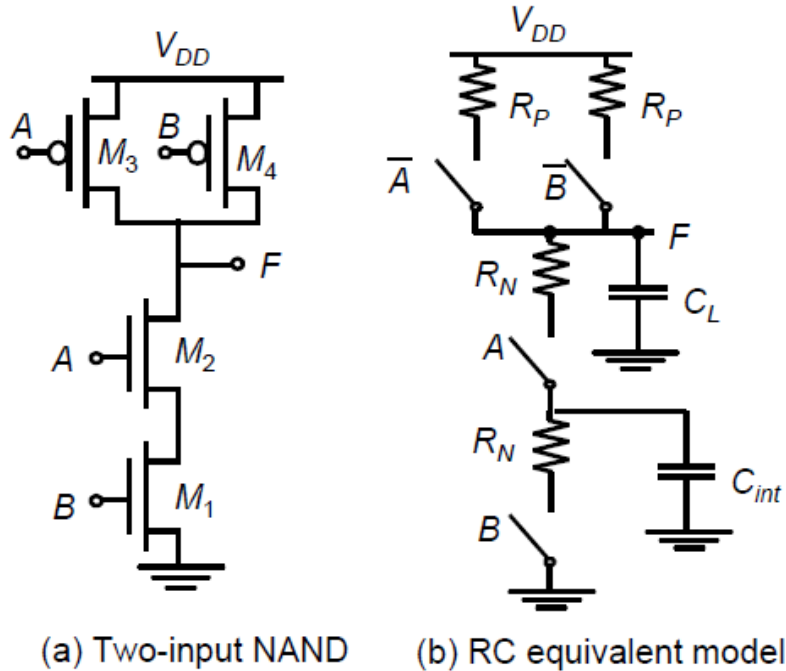 V_DD
A
M_3
B
M_4
F
A
M_2
B
M_1
(a) Two-input NAND
V_DD
R_P
R_P
A̅
B̅
F
R_N
C_L
A
R_N
C_int
B
(b) RC equivalent model